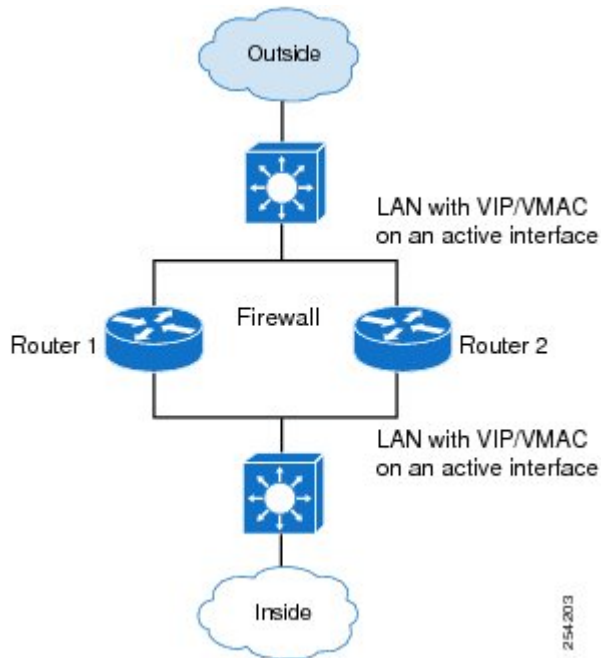 Outside
LAN with VIP/VMAC
on an active interface
Firewall
Router 1
Router 2
LAN with VIP/VMAC
on an active interface
Inside
254203